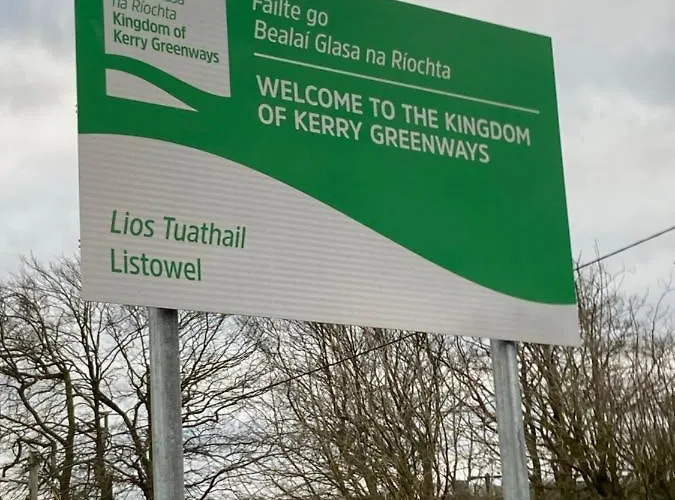 na Ríochta
Kingdom of
Kerry Greenways
Fáilte go
Bealaí Glasa na Ríochta
WELCOME TO THE KINGDOM
OF KERRY GREENWAYS
Lios Tuathail
Listowel